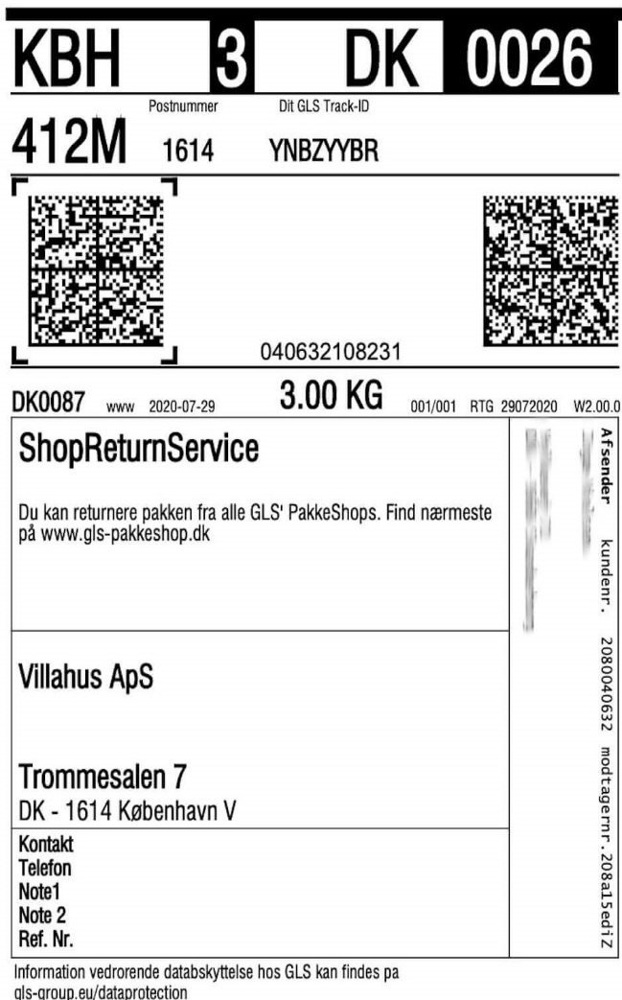 KBH 3 DK 0026
Postnummer Dit GLS Track-ID
412M 1614 YNBZYYBR
040632108231
DK0087 www 2020-07-29 3.00 KG 001/001 RTG 29072020 W2.00.0
ShopReturnService
Du kan returnere pakken fra alle GLS' PakkeShops. Find nærmeste
på www.gls-pakkeshop.dk
Villahus ApS
Trommesalen 7
DK - 1614 København V
Kontakt
Telefon
Note1
Note 2
Ref. Nr.
Afsender kundenr. 2080040632 modtagernr.208a15ediZ
Information vedrorende databskyttelse hos GLS kan findes pa
gls-group.eu/dataprotection